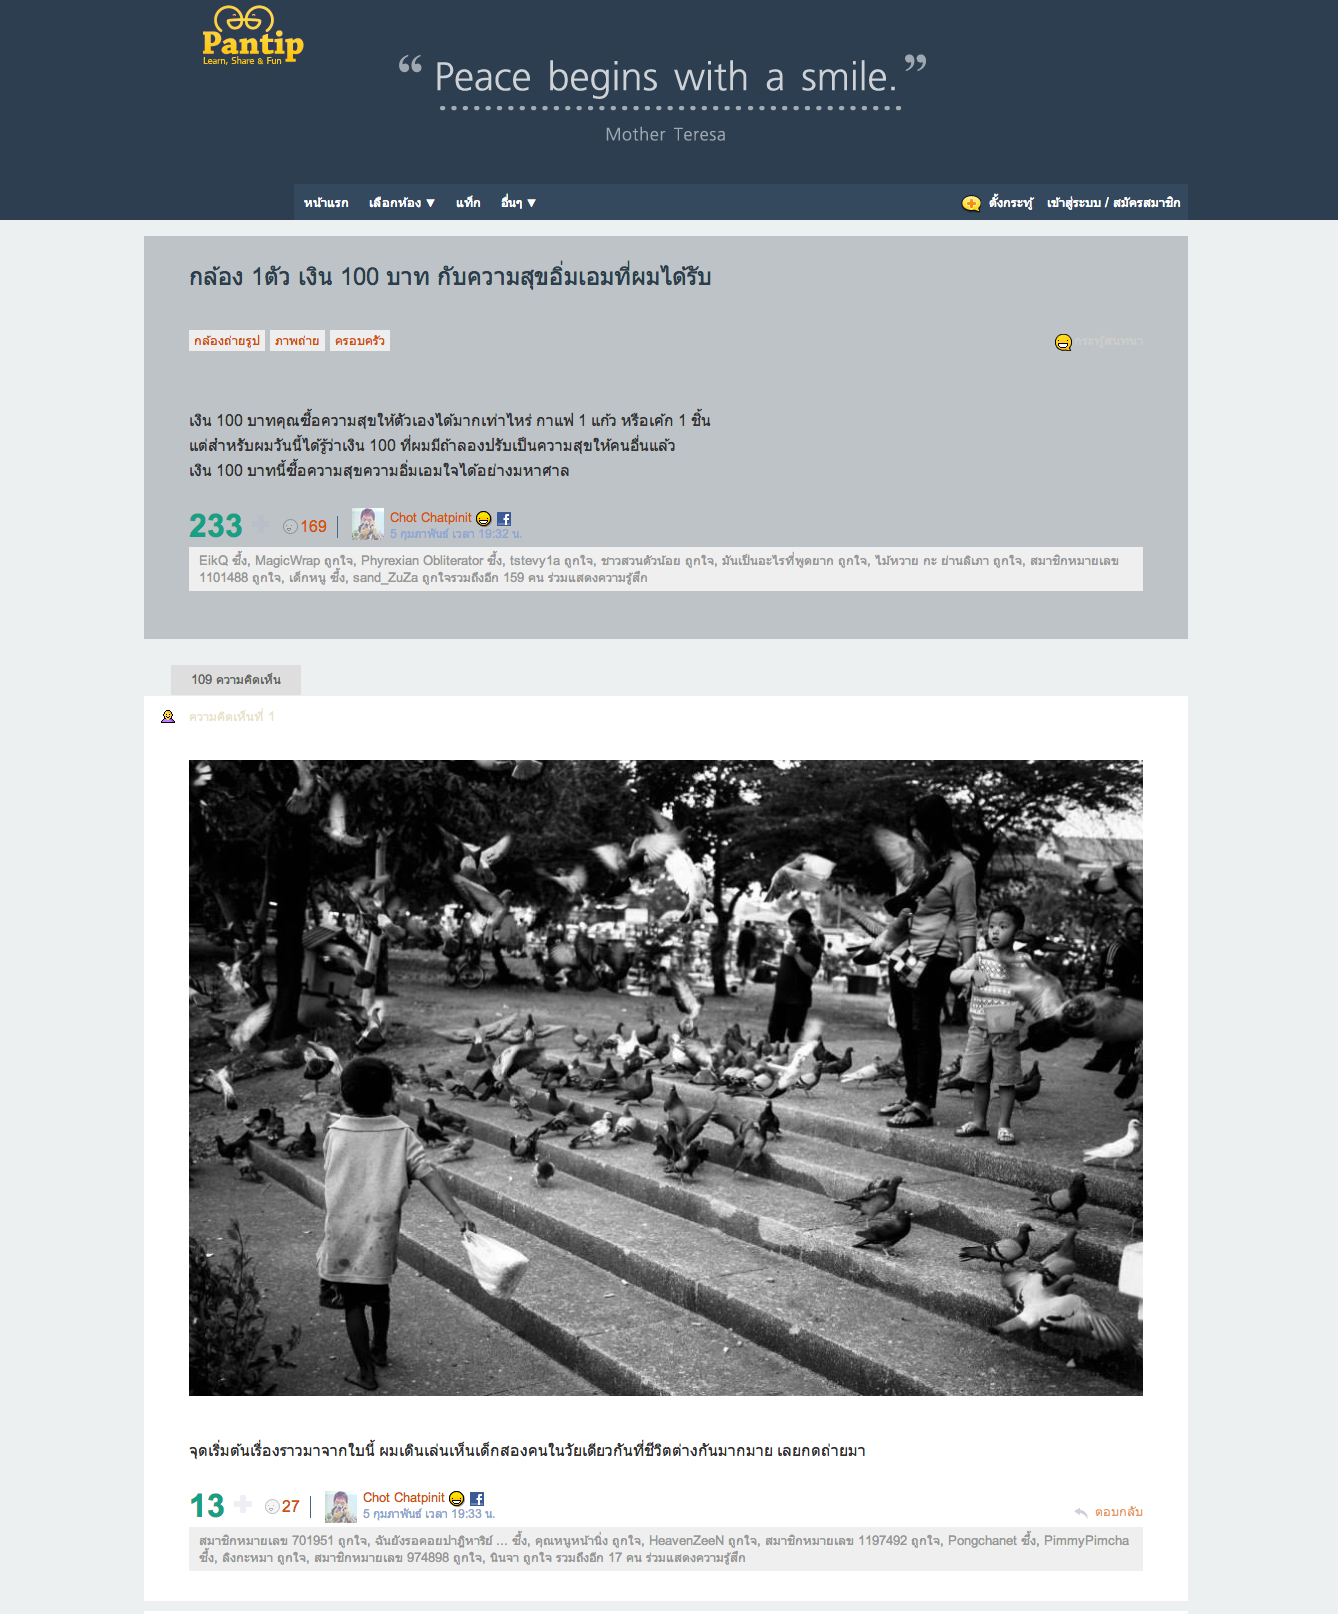 Pantip
Learn, Share & Fun
“ Peace begins with a smile. ”
Mother Teresa
หน้าแรก เลือกห้อง ▼ แท็ก อื่นๆ ▼ ตั้งกระทู้ เข้าสู่ระบบ / สมัครสมาชิก
กล้อง 1ตัว เงิน 100 บาท กับความสุขอิ่มเอมที่ผมได้รับ
กล้องถ่ายรูป ภาพถ่าย ครอบครัว กระทู้สนทนา
เงิน 100 บาทคุณซื้อความสุขให้ตัวเองได้มากเท่าไหร่ กาแฟ 1 แก้ว หรือเค้ก 1 ชิ้น
แต่สำหรับผมวันนี้ได้รู้ว่าเงิน 100 ที่ผมมีถ้าลองปรับเป็นความสุขให้คนอื่นแล้ว
เงิน 100 บาทนี้ซื้อความสุขความอิ่มเอมใจได้อย่างมหาศาล
233 169 Chot Chatpinit
5 กุมภาพันธ์ เวลา 19:32 น.
EikQ ซึ้ง, MagicWrap ถูกใจ, Phyrexian Obliterator ซึ้ง, tstevy1a ถูกใจ, ชาวสวนตัวน้อย ถูกใจ, มันเป็นอะไรที่พูดยาก ถูกใจ, ไม้หวาย กะ ย่านลิเภา ถูกใจ, สมาชิกหมายเลข
1101488 ถูกใจ, เด็กหนู ซึ้ง, sand_ZuZa ถูกใจรวมถึงอีก 159 คน ร่วมแสดงความรู้สึก
109 ความคิดเห็น
ความคิดเห็นที่ 1
จุดเริ่มต้นเรื่องราวมาจากใบนี้ ผมเดินเล่นเห็นเด็กสองคนในวัยเดียวกันที่ชีวิตต่างกันมากมาย เลยกดถ่ายมา
13 27 Chot Chatpinit
5 กุมภาพันธ์ เวลา 19:33 น.
ตอบกลับ
สมาชิกหมายเลข 701951 ถูกใจ, ฉันยังรอคอยปาฎิหาริย์ ... ซึ้ง, คุณหนูหน้านิ่ง ถูกใจ, HeavenZeeN ถูกใจ, สมาชิกหมายเลข 1197492 ถูกใจ, Pongchanet ซึ้ง, PimmyPimcha
ซึ้ง, ลิงกะหมา ถูกใจ, สมาชิกหมายเลข 974898 ถูกใจ, นินจา ถูกใจ รวมถึงอีก 17 คน ร่วมแสดงความรู้สึก